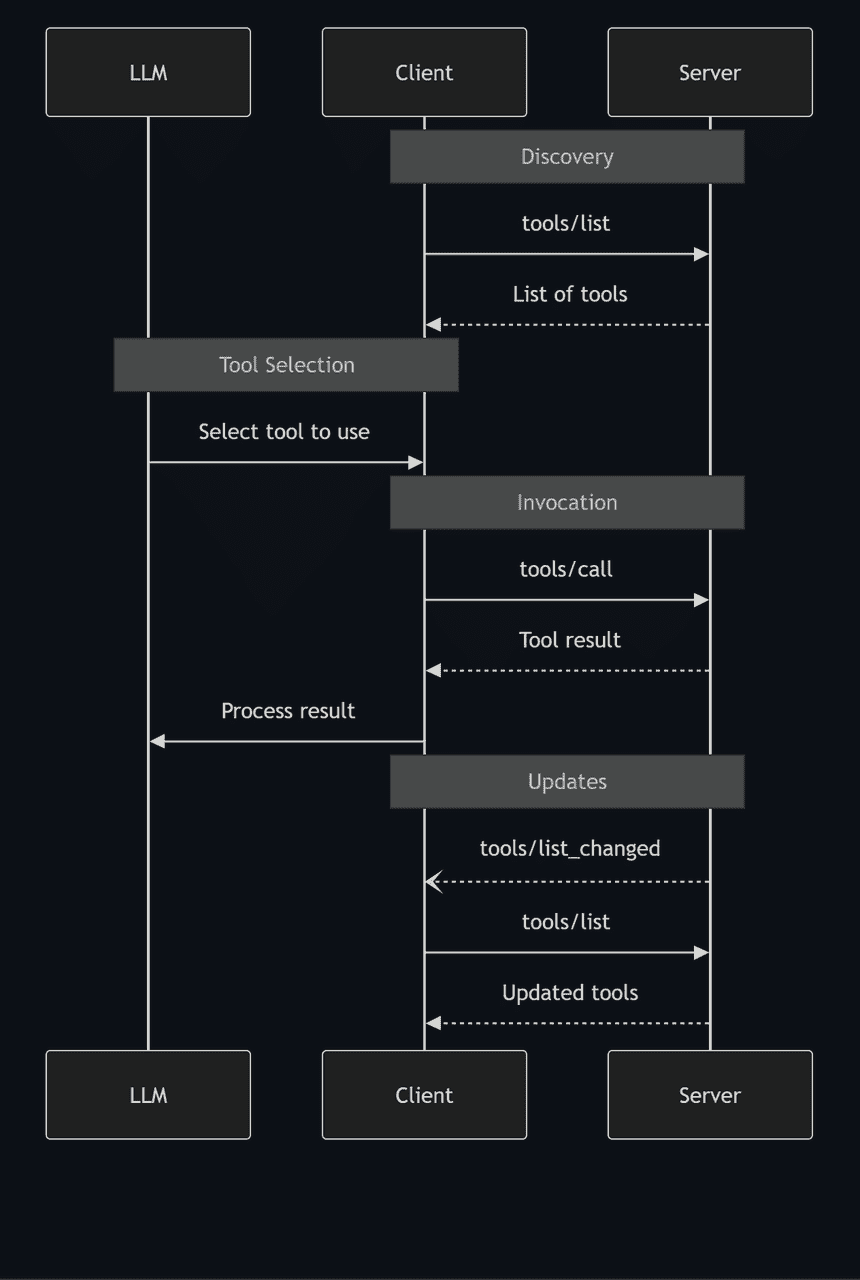 LLM
Client
Server
Discovery
tools/list
List of tools
Tool Selection
Select tool to use
Invocation
tools/call
Tool result
Process result
Updates
tools/list_changed
tools/list
Updated tools
LLM
Client
Server